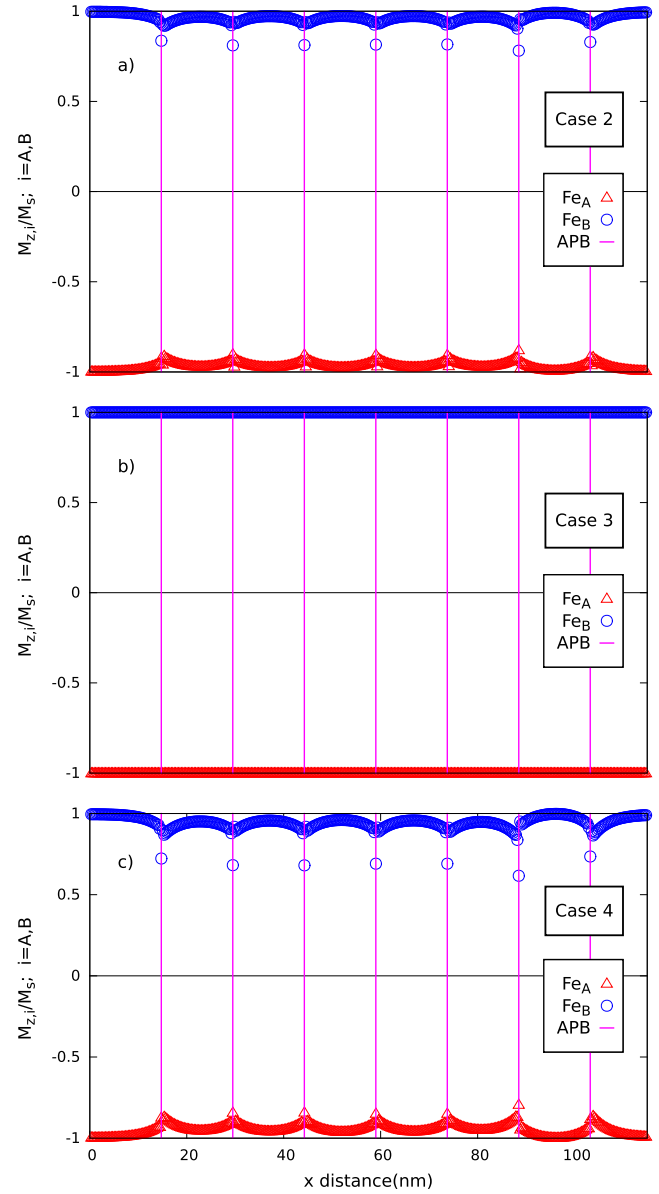 1
a)
0.5
Case 2
M_z,i/M_s;  i=A,B
0
Fe_A
Fe_B
APB
-0.5
-1
1
b)
0.5
Case 3
M_z,i/M_s;  i=A,B
0
Fe_A
Fe_B
APB
-0.5
-1
1
c)
0.5
Case 4
M_z,i/M_s;  i=A,B
0
Fe_A
Fe_B
APB
-0.5
-1
0 20 40 60 80 100
x distance(nm)